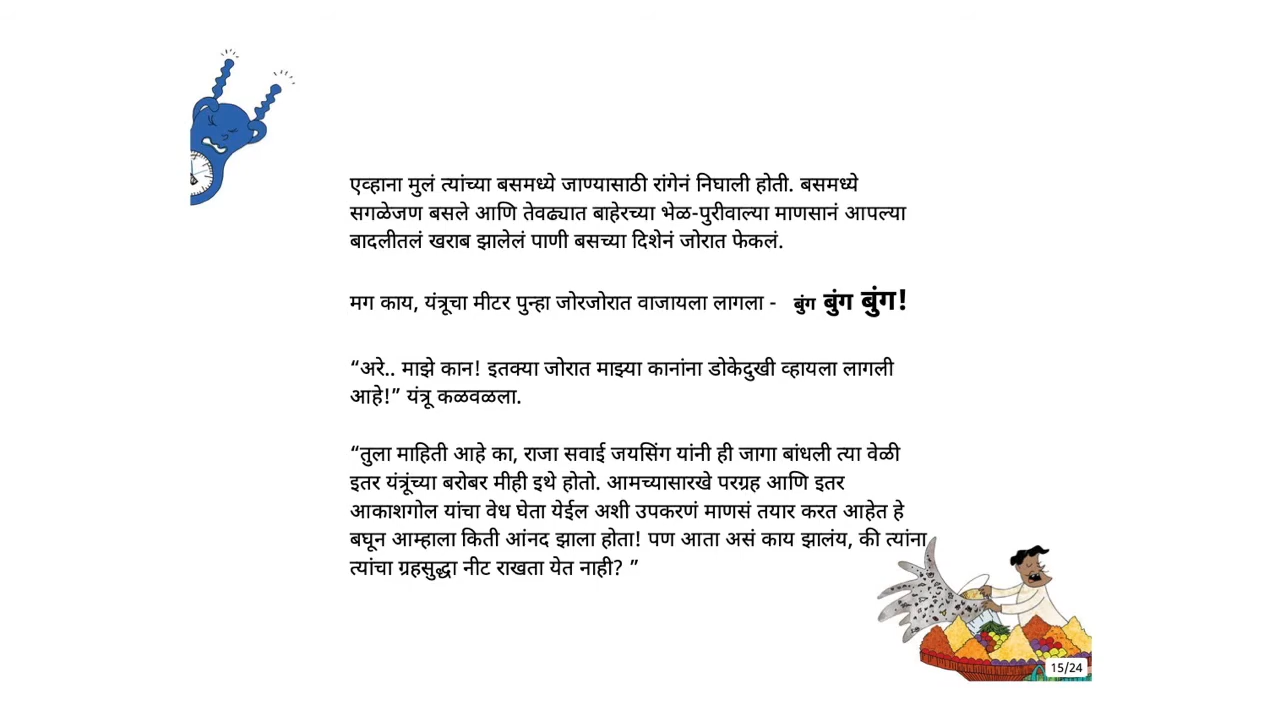 एव्हाना मुलं त्यांच्या बसमध्ये जाण्यासाठी रांगेनं निघाली होती. बसमध्ये
सगळेजण बसले आणि तेवढ्यात बाहेरच्या भेळ-पुरीवाल्या माणसानं आपल्या
बादलीतलं खराब झालेलं पाणी बसच्या दिशेनं जोरात फेकलं.
मग काय, यंत्रूचा मीटर पुन्हा जोरजोरात वाजायला लागला - बुंग बुंग बुंग!
“अरे.. माझे कान! इतक्या जोरात माझ्या कानांना डोकेदुखी व्हायला लागली
आहे!” यंत्रू कळवळला.
“तुला माहिती आहे का, राजा सवाई जयसिंग यांनी ही जागा बांधली त्या वेळी
इतर यंत्रूंच्या बरोबर मीही इथे होतो. आमच्यासारखे परग्रह आणि इतर
आकाशगोल यांचा वेध घेता येईल अशी उपकरणं माणसं तयार करत आहेत हे
बघून आम्हाला किती आंनद झाला होता! पण आता असं काय झालंय, की त्यांना
त्यांचा ग्रहसुद्धा नीट राखता येत नाही? ”
15/24